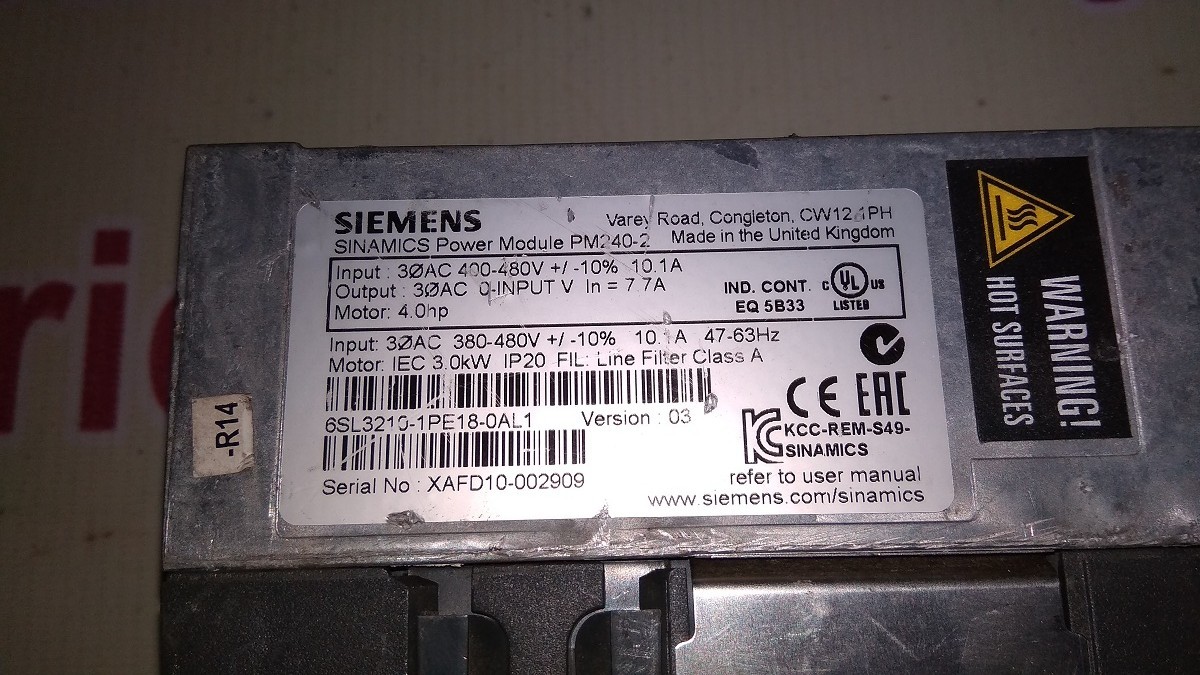 SIEMENS
Varey Road, Congleton, CW12 1PH
SINAMICS Power Module PM240-2 Made in the United Kingdom
Input : 3ØAC 400-480V +/ -10% 10.1A
Output : 3ØAC 0-INPUT V In = 7.7A
Motor: 4.0hp
IND. CONT.
EQ 5B33
C UL US
LISTED
Input: 3ØAC 380-480V +/ -10% 10.1A 47-63Hz
Motor: IEC 3.0kW IP20 FIL: Line Filter Class A
6SL3210-1PE18-0AL1 Version : 03
CE EAC
KC
KCC-REM-S49-
SINAMICS
Serial No : XAFD10-002909
refer to user manual
www.siemens.com/sinamics
-R14
WARNING!
HOT SURFACES
ri